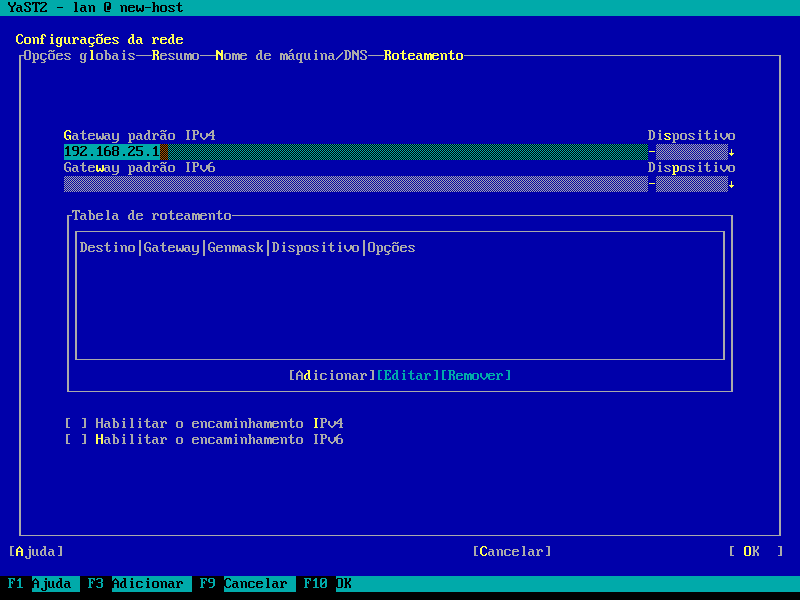 YaST2 - lan @ new-host
Configurações da rede
Opções globais—Resumo—Nome de máquina/DNS—Roteamento
Gateway padrão IPv4 Dispositivo
192.168.25.1 -↓
Gateway padrão IPv6 Dispositivo
-↓
Tabela de roteamento
Destino|Gateway|Genmask|Dispositivo|Opções
[Adicionar][Editar][Remover]
[ ] Habilitar o encaminhamento IPv4
[ ] Habilitar o encaminhamento IPv6
[Ajuda] [Cancelar] [ OK ]
F1 Ajuda F3 Adicionar F9 Cancelar F10 OK